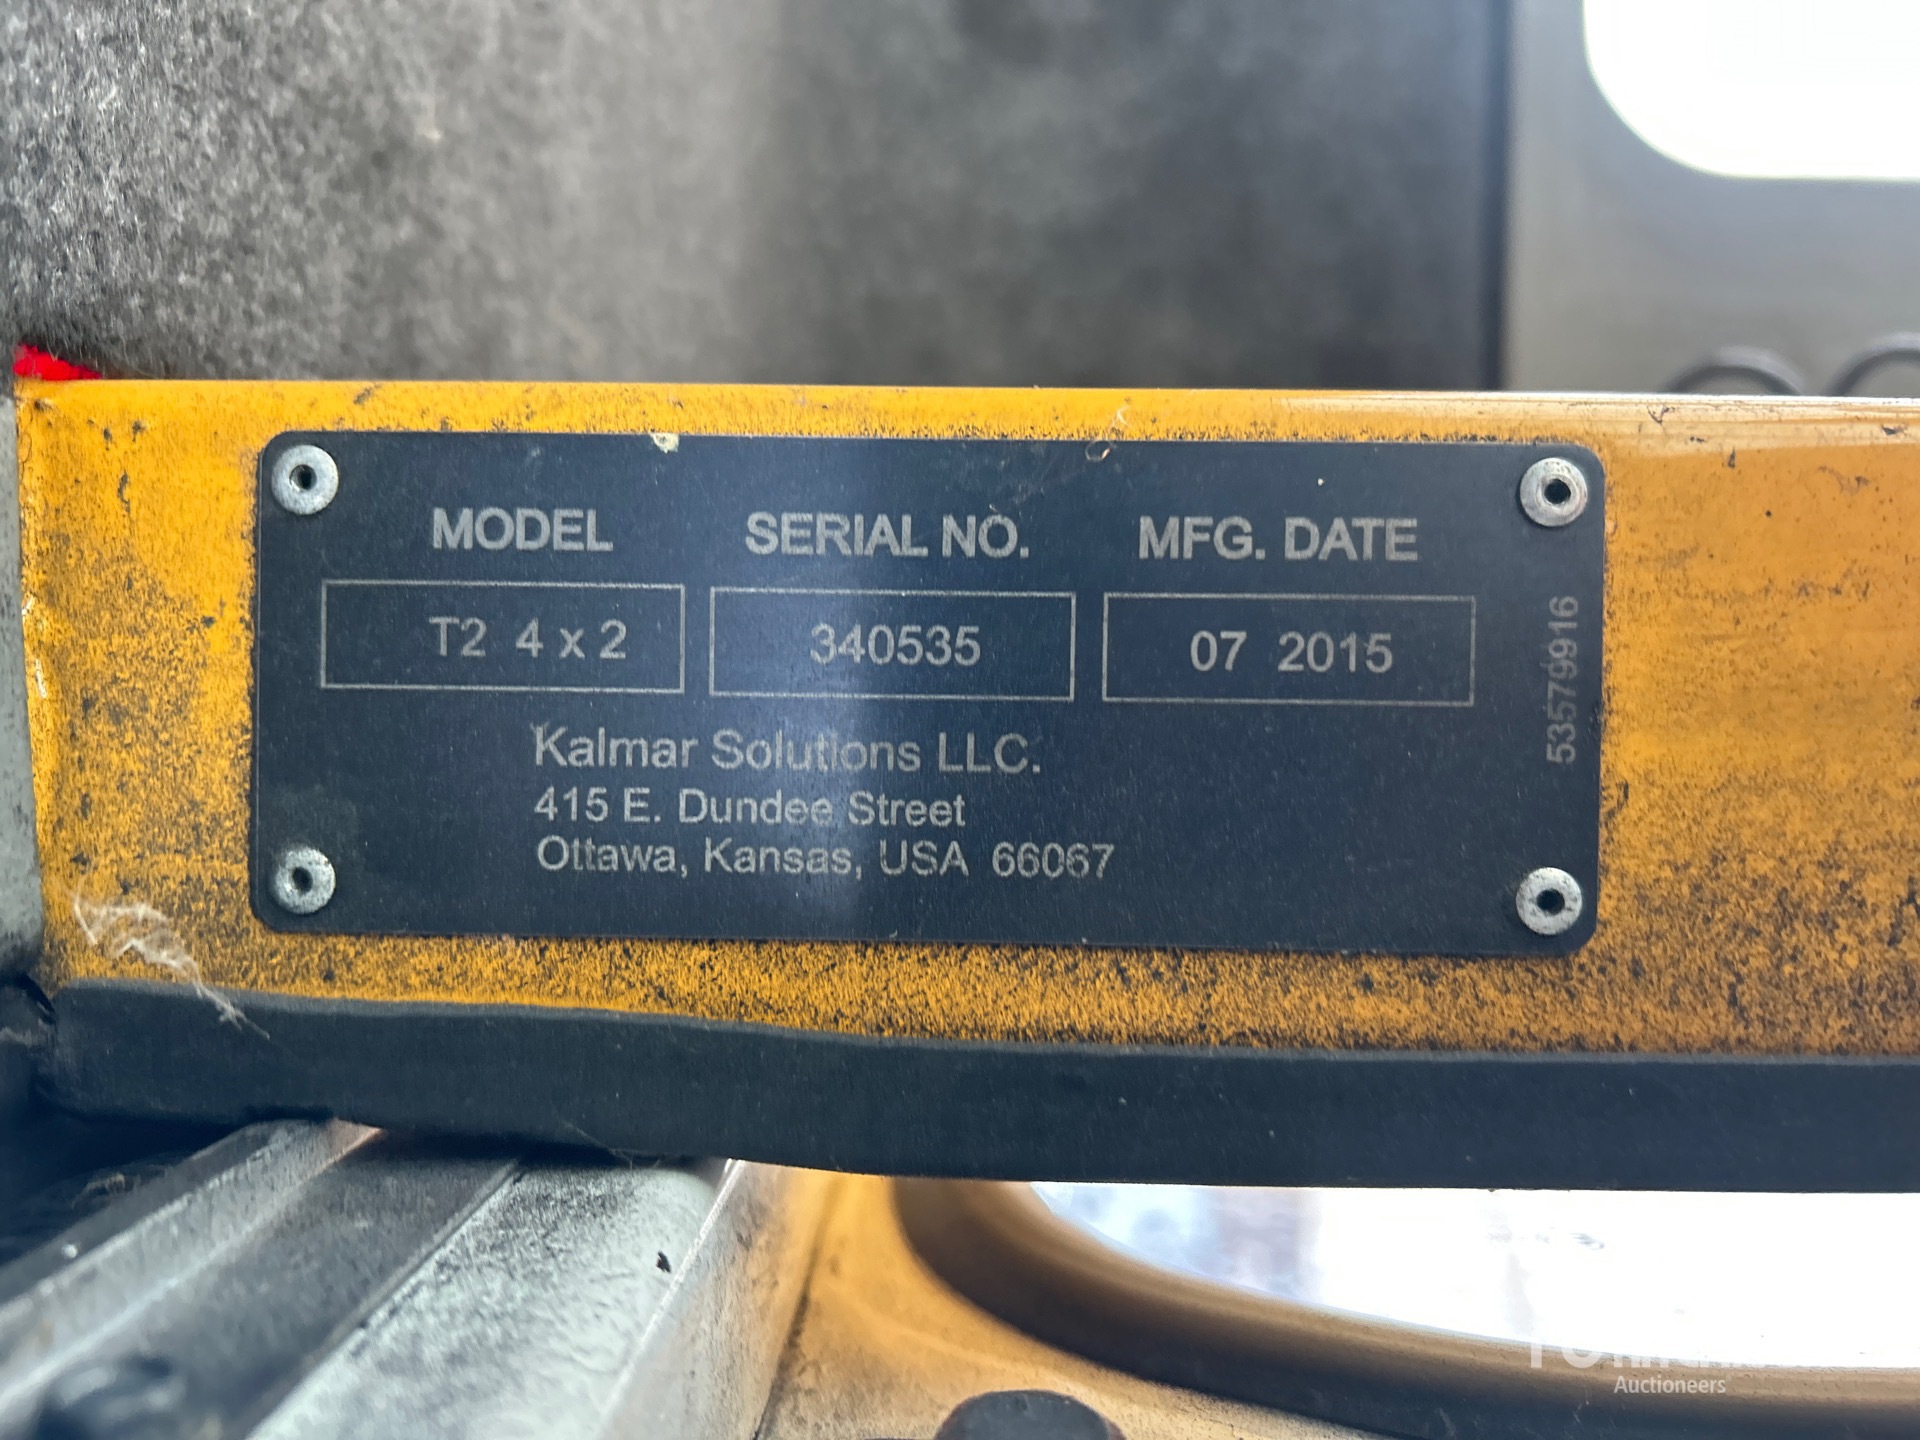 MODEL SERIAL NO. MFG. DATE
T2 4 x 2 340535 07 2015
Kalmar Solutions LLC.
415 E. Dundee Street
Ottawa, Kansas, USA 66067
53579916
Auctioneers